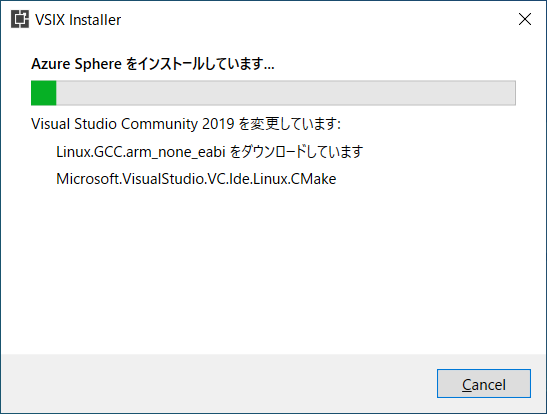 VSIX Installer
Azure Sphere をインストールしています...
Visual Studio Community 2019 を変更しています:
Linux.GCC.arm_none_eabi をダウンロードしています
Microsoft.VisualStudio.VC.Ide.Linux.CMake
Cancel